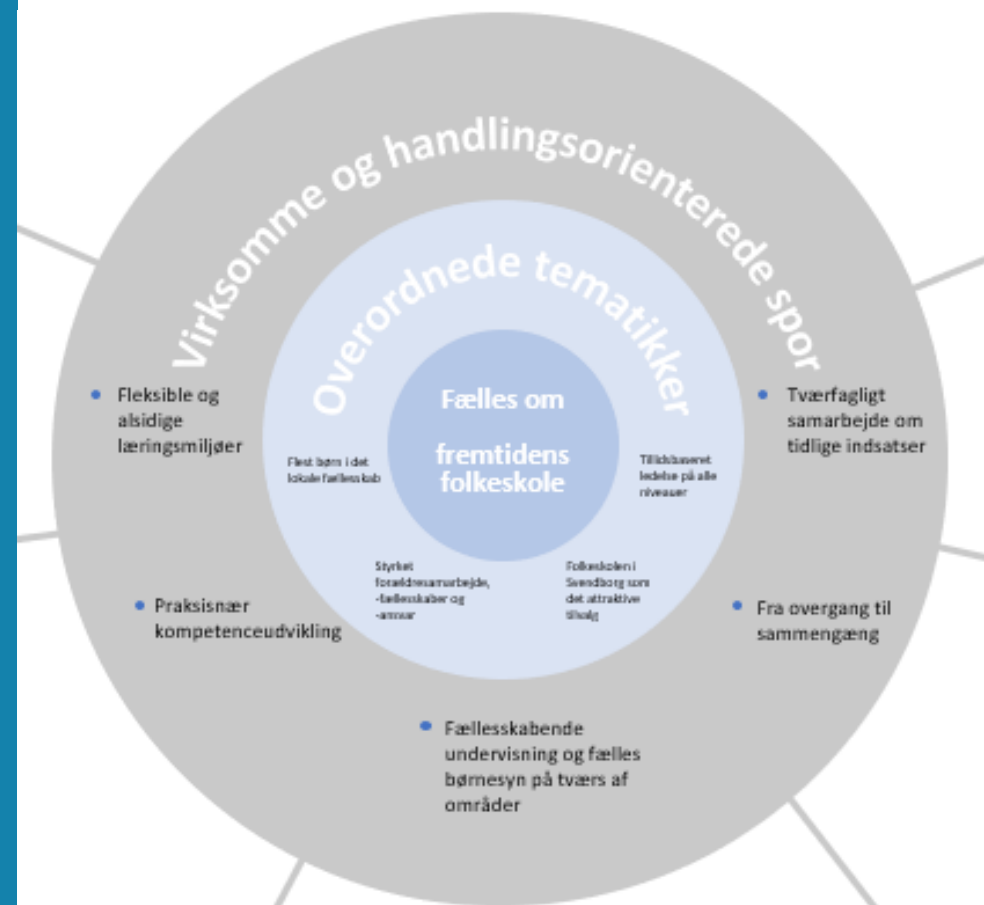 Virksomme og handlingsorienterede spor
Overordnede tematikker
Fælles om
fremtidens
folkeskole
Flest børn i det
lokale fællesskab
Tillidsbaseret
ledelse på alle
niveauer
Styrket
forældresamarbejde,
-fællesskaber og
-ansvar
Folkeskolen i
Svendborg som
det attraktive
tilvalg
Fleksible og
alsidige
læringsmiljøer
Tværfagligt
samarbejde om
tidlige indsatser
Praksisnær
kompetenceudvikling
Fra overgang til
sammengæng
Fællesskabende
undervisning og fælles
børnesyn på tværs af
områder